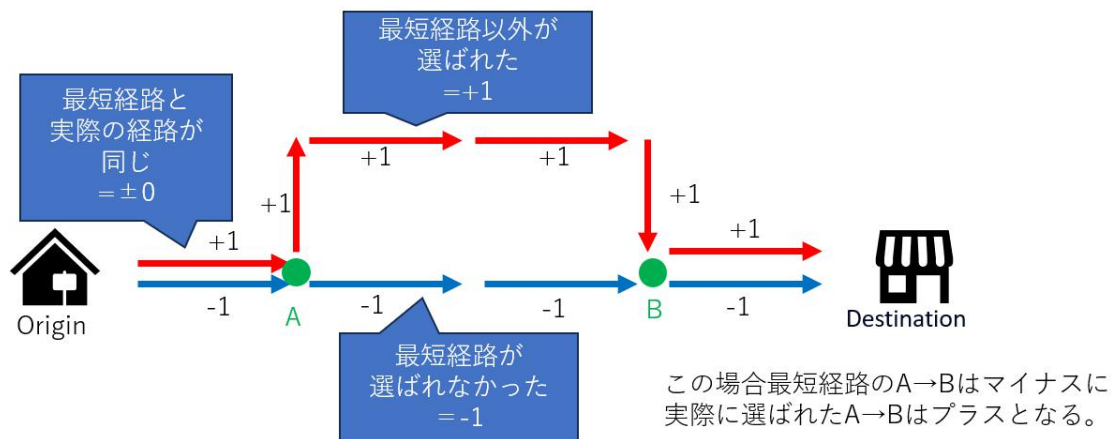 最短経路以外が
選ばれた
=+1
最短経路と
実際の経路が
同じ
=±0
+1
+1
+1
+1
+1
+1
-1
-1
-1
-1
A
B
Origin
Destination
最短経路が
選ばれなかった
=-1
この場合最短経路のA→Bはマイナスに
実際に選ばれたA→Bはプラスとなる。